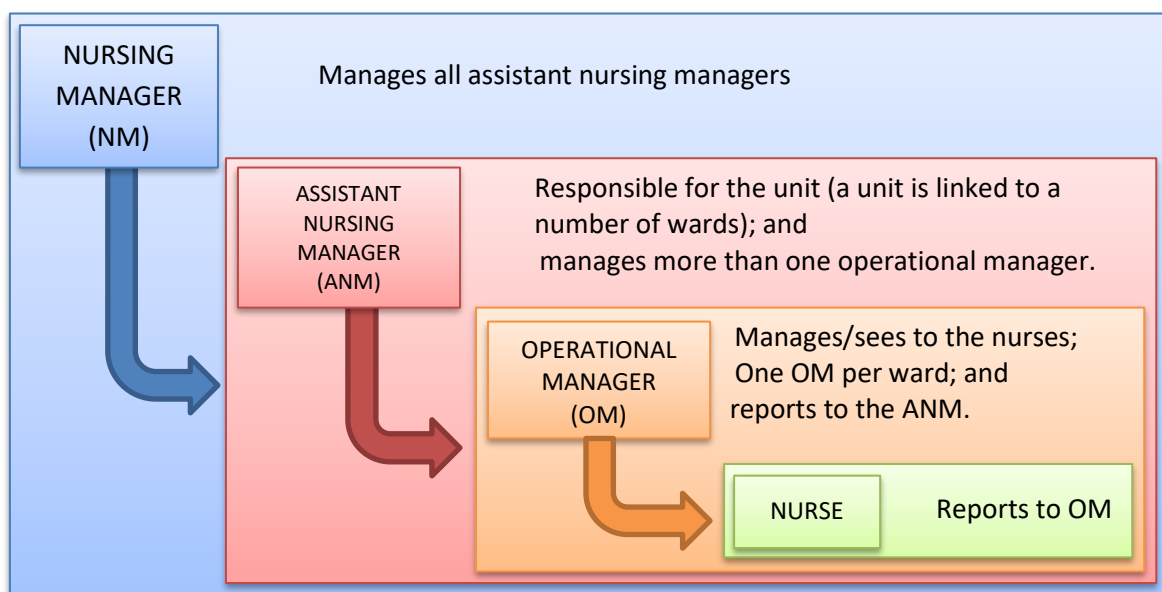 NURSING
MANAGER
(NM)
Manages all assistant nursing managers
ASSISTANT
NURSING
MANAGER
(ANM)
Responsible for the unit (a unit is linked to a
number of wards); and
manages more than one operational manager.
OPERATIONAL
MANAGER
(OM)
Manages/sees to the nurses;
One OM per ward; and
reports to the ANM.
NURSE
Reports to OM